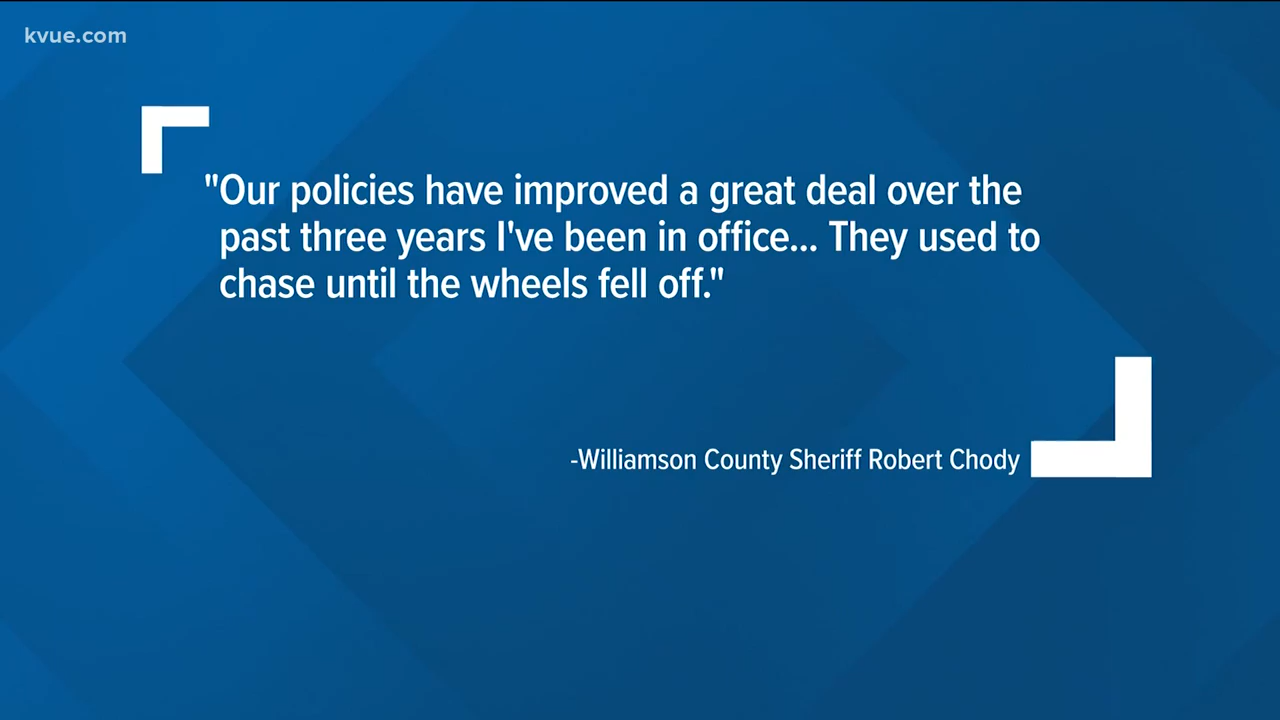 kvue.com
"Our policies have improved a great deal over the
past three years I've been in office... They used to
chase until the wheels fell off."
-Williamson County Sheriff Robert Chody